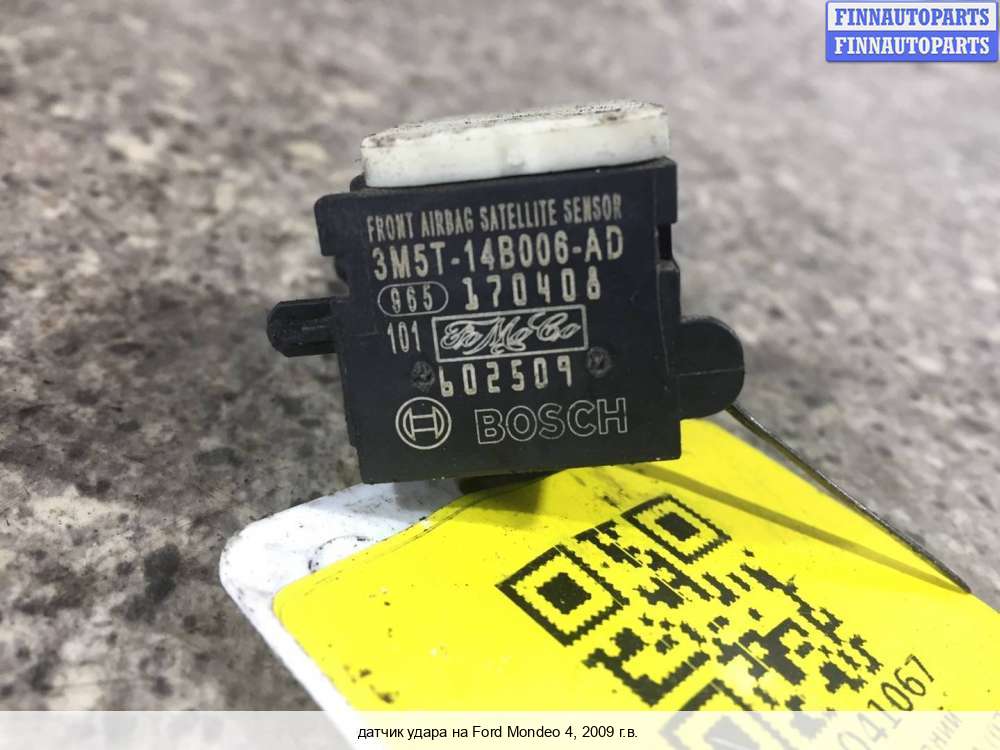 FINNAUTOPARTS
FINNAUTOPARTS
FRONT AIRBAG SATELLITE SENSOR
3M5T-14B006-AD
965 170408
101 FoMoCo
602509
BOSCH
041067
датчик удара на Ford Mondeo 4, 2009 г.в.